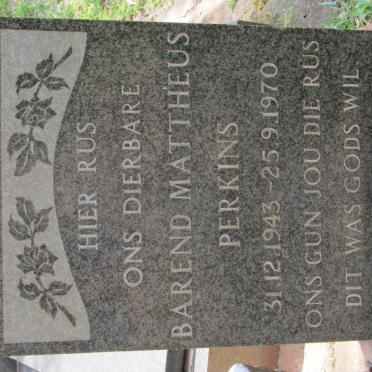 HIER RUS
ONS DIERBARE
BAREND MATTHEUS
PERKINS
31.12.1943 – 25.9.1970
ONS GUN JOU DIE RUS
DIT WAS GODS WIL